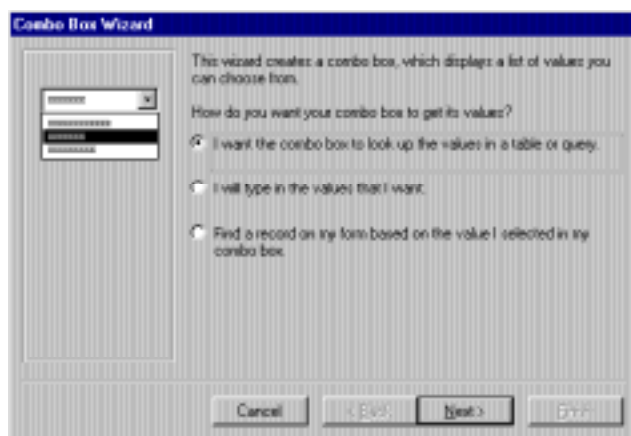 Combo Box Wizard
This wizard creates a combo box, which displays a list of values you
can choose from.
How do you want your combo box to get its values?
I want the combo box to look up the values in a table or query.
I will type in the values that I want.
Find a record on my form based on the value I selected in my
combo box.
Cancel
< Back
Next >
Finish